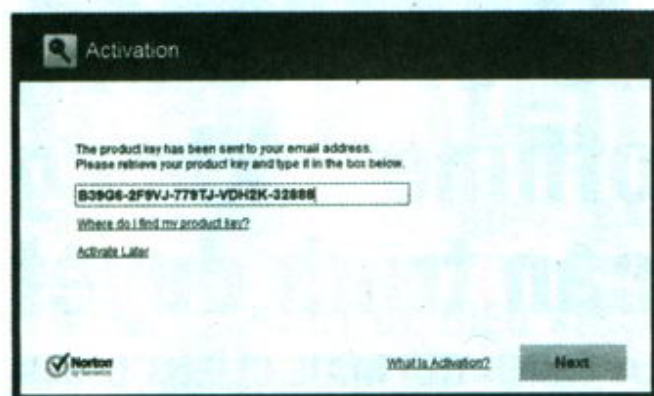 Activation
The product key has been sent to your email address.
Please retrieve your product key and type it in the box below.
B39G6-2F9VJ-779TJ-VDH2K-32888
Where do I find my product key?
Activate Later
Norton
by Symantec
What Is Activation?
Next